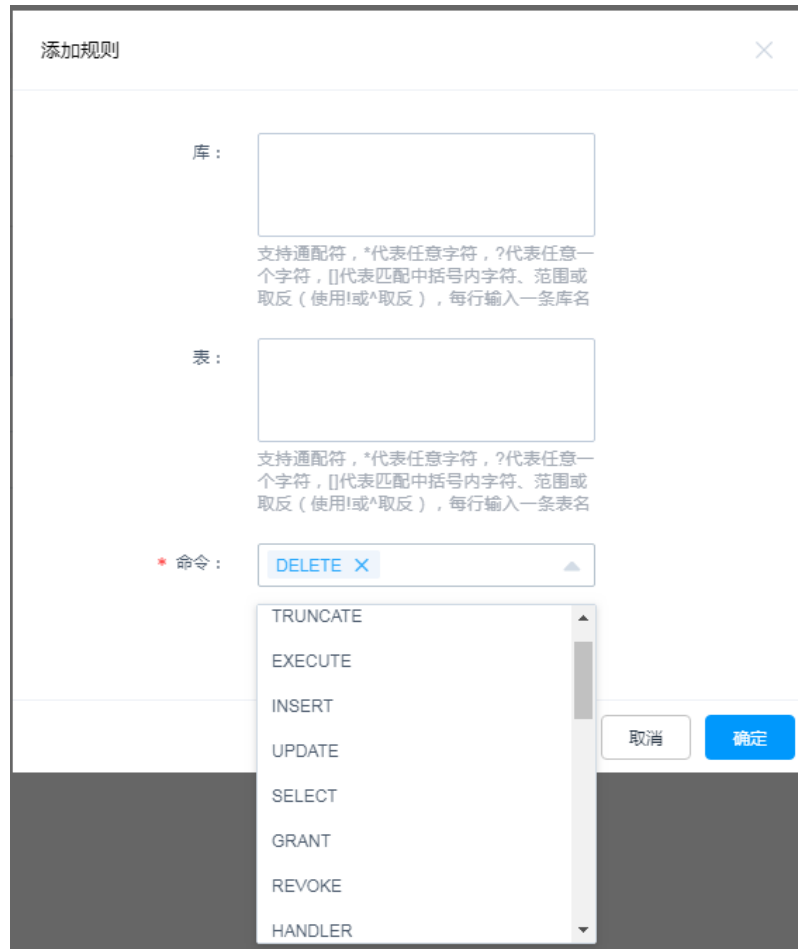 添加规则
库：
支持通配符，*代表任意字符，?代表任意一
个字符，[]代表匹配中括号内字符、范围或
取反（使用!或^取反），每行输入一条库名
表：
支持通配符，*代表任意字符，?代表任意一
个字符，[]代表匹配中括号内字符、范围或
取反（使用!或^取反），每行输入一条表名
* 命令：
DELETE
TRUNCATE
EXECUTE
INSERT
UPDATE
SELECT
GRANT
REVOKE
HANDLER
取消
确定